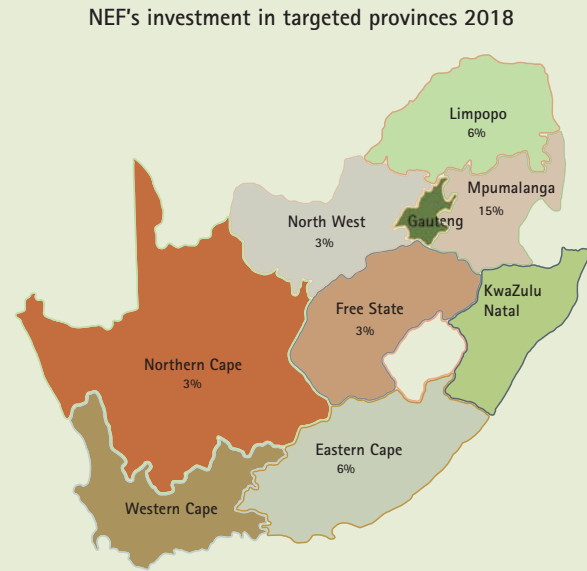 NEF's investment in targeted provinces 2018
Limpopo
6%
Mpumalanga
15%
Gauteng
North West
3%
KwaZulu
Natal
Free State
3%
Northern Cape
3%
Eastern Cape
6%
Western Cape